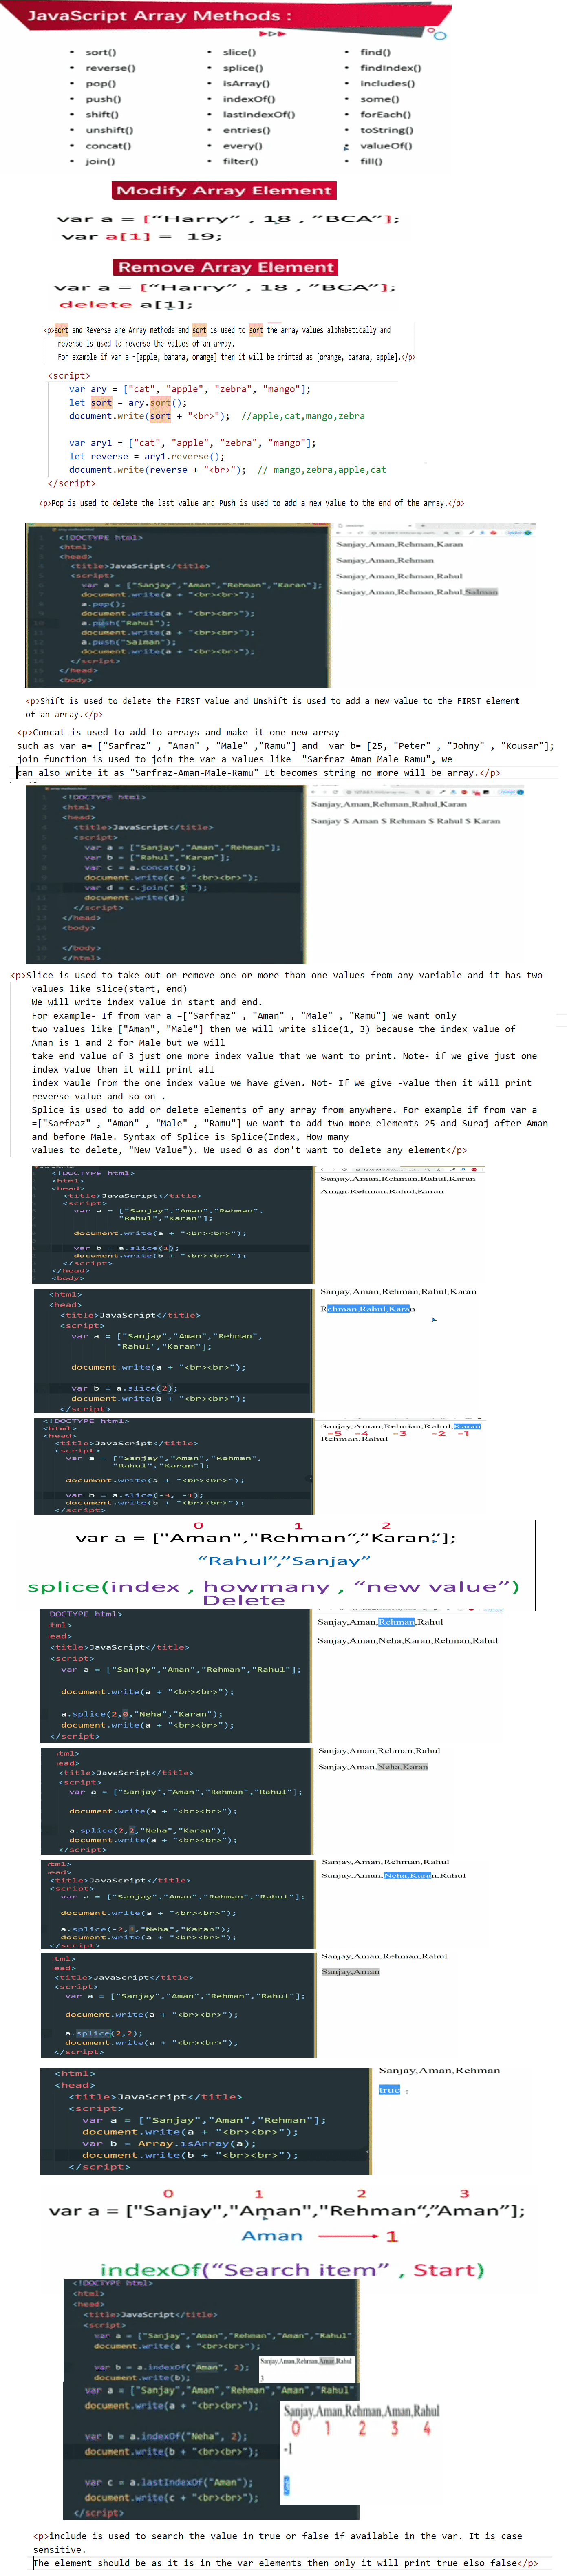 JavaScript Array Methods :
• sort()
• reverse()
• pop()
• push()
• shift()
• unshift()
• concat()
• join()
• slice()
• splice()
• isArray()
• indexOf()
• lastIndexOf()
• entries()
• every()
• filter()
• find()
• findIndex()
• includes()
• some()
• forEach()
• toString()
• valueOf()
• fill()
Modify Array Element
var a = ["Harry" , 18 , "BCA"];
var a[1] = 19;
Remove Array Element
var a = ["Harry" , 18 , "BCA"];
delete a[1];
<p>sort and Reverse are Array methods and sort is used to sort the array values alphabatically and
reverse is used to reverse the values of an array.
For example if var a =[apple, banana, orange] then it will be printed as [orange, banana, apple].</p>
<script>
var ary = ["cat", "apple", "zebra", "mango"];
let sort = ary.sort();
document.write(sort + "<br>"); //apple,cat,mango,zebra
var ary1 = ["cat", "apple", "zebra", "mango"];
let reverse = ary1.reverse();
document.write(reverse + "<br>"); // mango,zebra,apple,cat
</script>
<p>Pop is used to delete the last value and Push is used to add a new value to the end of the array.</p>
<!DOCTYPE html>
<html>
<head>
<title>JavaScript</title>
<script>
var a = ["Sanjay","Aman","Rehman","Karan"];
document.write(a + "<br><br>");
a.pop();
document.write(a + "<br><br>");
a.push("Rahul");
document.write(a + "<br><br>");
a.push("Salman");
document.write(a + "<br><br>");
</script>
</head>
<body>
Sanjay,Aman,Rehman,Karan
Sanjay,Aman,Rehman
Sanjay,Aman,Rehman,Rahul
Sanjay,Aman,Rehman,Rahul,Salman
<p>Shift is used to delete the FIRST value and Unshift is used to add a new value to the FIRST element
of an array.</p>
<p>Concat is used to add to arrays and make it one new array
such as var a= ["Sarfraz" , "Aman" , "Male" ,"Ramu"] and var b= [25, "Peter" , "Johny" , "Kousar"];
join function is used to join the var a values like "Sarfraz Aman Male Ramu", we
can also write it as "Sarfraz-Aman-Male-Ramu" It becomes string no more will be array.</p>
<!DOCTYPE html>
<html>
<head>
<title>JavaScript</title>
<script>
var a = ["Sanjay","Aman","Rehman"];
var b = ["Rahul","Karan"];
var c = a.concat(b);
document.write(c + "<br><br>");
var d = c.join(" $ ");
document.write(d);
</script>
</head>
<body>
</body>
</html>
Sanjay,Aman,Rehman,Rahul,Karan
Sanjay $ Aman $ Rehman $ Rahul $ Karan
<p>Slice is used to take out or remove one or more than one values from any variable and it has two
values like slice(start, end)
We will write index value in start and end.
For example- If from var a =["Sarfraz" , "Aman" , "Male" , "Ramu"] we want only
two values like ["Aman", "Male"] then we will write slice(1, 3) because the index value of
Aman is 1 and 2 for Male but we will
take end value of 3 just one more index value that we want to print. Note- if we give just one
index value then it will print all
index vaule from the one index value we have given. Not- If we give -value then it will print
reverse value and so on .
Splice is used to add or delete elements of any array from anywhere. For example if from var a
=["Sarfraz" , "Aman" , "Male" , "Ramu"] we want to add two more elements 25 and Suraj after Aman
and before Male. Syntax of Splice is Splice(Index, How many
values to delete, "New Value"). We used 0 as don't want to delete any element</p>
<!DOCTYPE html>
<html>
<head>
<title>JavaScript</title>
<script>
var a = ["Sanjay","Aman","Rehman",
"Rahul","Karan"];
document.write(a + "<br><br>");
var b = a.slice(1);
document.write(b + "<br><br>");
</script>
</head>
<body>
Sanjay,Aman,Rehman,Rahul,Karan
Aman,Rehman,Rahul,Karan
<html>
<head>
<title>JavaScript</title>
<script>
var a = ["Sanjay","Aman","Rehman",
"Rahul","Karan"];
document.write(a + "<br><br>");
var b = a.slice(2);
document.write(b + "<br><br>");
</script>
Sanjay,Aman,Rehman,Rahul,Karan
Rehman,Rahul,Karan
<!DOCTYPE html>
<html>
<head>
<title>JavaScript</title>
<script>
var a = ["Sanjay","Aman","Rehman",
"Rahul","Karan"];
document.write(a + "<br><br>");
var b = a.slice(-3, -1);
document.write(b + "<br><br>");
</script>
Sanjay,Aman,Rehman,Rahul,Karan
-5 -4 -3 -2 -1
Rehman,Rahul
0 1 2
var a = ["Aman","Rehman“,”Karan”];
“Rahul”,”Sanjay”
splice(index , howmany , “new value”)
Delete
DOCTYPE html>
tml>
ead>
<title>JavaScript</title>
<script>
var a = ["Sanjay","Aman","Rehman","Rahul"];
document.write(a + "<br><br>");
a.splice(2,0,"Neha","Karan");
document.write(a + "<br><br>");
</script>
Sanjay,Aman,Rehman,Rahul
Sanjay,Aman,Neha,Karan,Rehman,Rahul
tml>
ead>
<title>JavaScript</title>
<script>
var a = ["Sanjay","Aman","Rehman","Rahul"];
document.write(a + "<br><br>");
a.splice(2,2,"Neha","Karan");
document.write(a + "<br><br>");
</script>
Sanjay,Aman,Rehman,Rahul
Sanjay,Aman,Neha,Karan
tml>
ead>
<title>JavaScript</title>
<script>
var a = ["Sanjay","Aman","Rehman","Rahul"];
document.write(a + "<br><br>");
a.splice(-2,1,"Neha","Karan");
document.write(a + "<br><br>");
</script>
Sanjay,Aman,Rehman,Rahul
Sanjay,Aman,Neha,Karan,Rahul
tml>
ead>
<title>JavaScript</title>
<script>
var a = ["Sanjay","Aman","Rehman","Rahul"];
document.write(a + "<br><br>");
a.splice(2,2);
document.write(a + "<br><br>");
</script>
Sanjay,Aman,Rehman,Rahul
Sanjay,Aman
<html>
<head>
<title>JavaScript</title>
<script>
var a = ["Sanjay","Aman","Rehman"];
document.write(a + "<br><br>");
var b = Array.isArray(a);
document.write(b + "<br><br>");
</script>
Sanjay,Aman,Rehman
true
0 1 2 3
var a = ["Sanjay","Aman","Rehman“,”Aman”];
Aman → 1
indexOf(“Search item” , Start)
<!DOCTYPE html>
<html>
<head>
<title>JavaScript</title>
<script>
var a = ["Sanjay","Aman","Rehman","Aman","Rahul"
document.write(a + "<br><br>");
var b = a.indexOf("Aman", 2);
document.write(b);
Sanjay,Aman,Rehman,Aman,Rahul
3
var a = ["Sanjay","Aman","Rehman","Aman","Rahul"
document.write(a + "<br><br>");
var b = a.indexOf("Neha", 2);
document.write(b + "<br><br>");
var c = a.lastIndexOf("Aman");
document.write(c + "<br><br>");
</script>
Sanjay,Aman,Rehman,Aman,Rahul
0 1 2 3 4
-1
3
<p>include is used to search the value in true or false if available in the var. It is case
sensitive.
The element should be as it is in the var elements then only it will print true elso false</p>